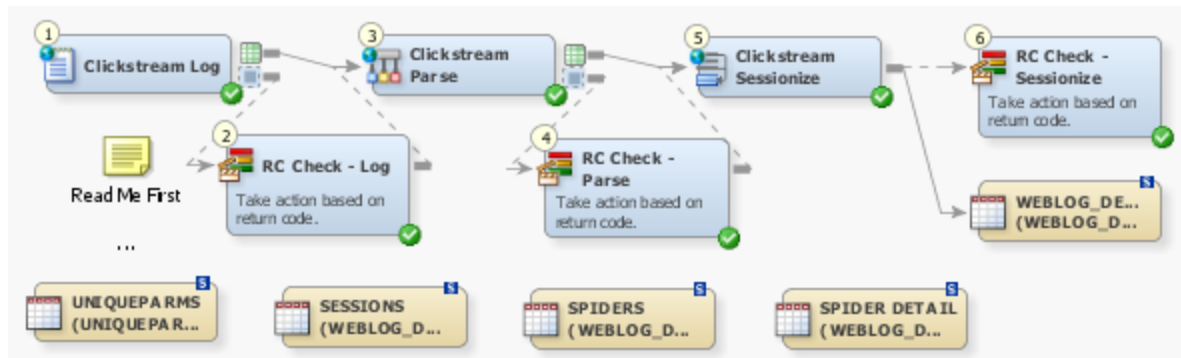 1
Clickstream Log
3
Clickstream
Parse
5
Clickstream
Sessionize
6
RC Check -
Sessionize
Take action based on
return code.
2
RC Check - Log
Take action based on
return code.
4
RC Check -
Parse
Take action based on
return code.
Read Me First
...
S
WEBLOG_DE...
(WEBLOG_D...
S
UNIQUEPARMS
(UNIQUEPAR...
S
SESSIONS
(WEBLOG_D...
S
SPIDERS
(WEBLOG_D...
S
SPIDER DETAIL
(WEBLOG_D...